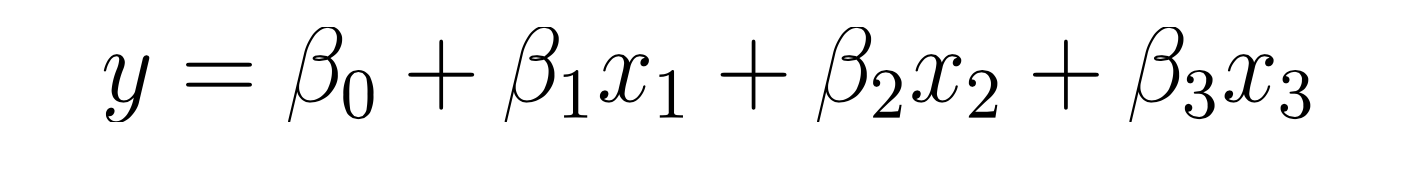 y = β₀ + β₁x₁ + β₂x₂ + β₃x₃